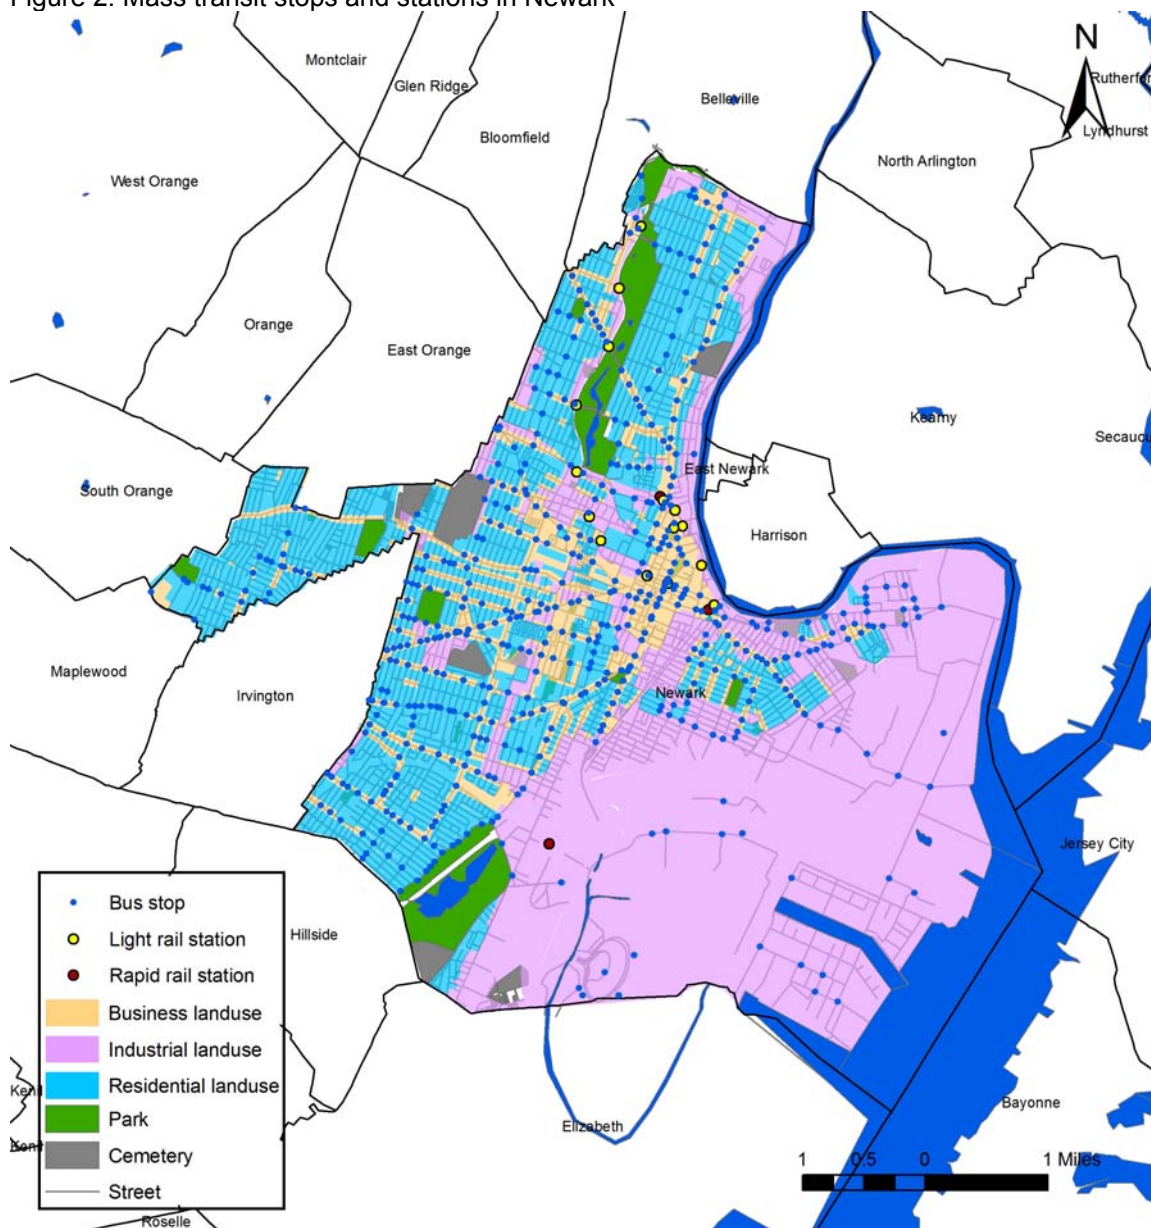 Figure 2. Mass transit stops and stations in Newark
N
Montclair
Glen Ridge
Belleville
Rutherfor
Lyndhurst
Bloomfield
North Arlington
West Orange
Orange
East Orange
Kearny
Secaucu
East Newark
South Orange
Harrison
Maplewood
Irvington
Newark
Jersey City
Hillside
Bayonne
Elizabeth
Bus stop
Light rail station
Rapid rail station
Business landuse
Industrial landuse
Residential landuse
Park
Cemetery
Street
Roselle
1 0.5 0 1 Miles